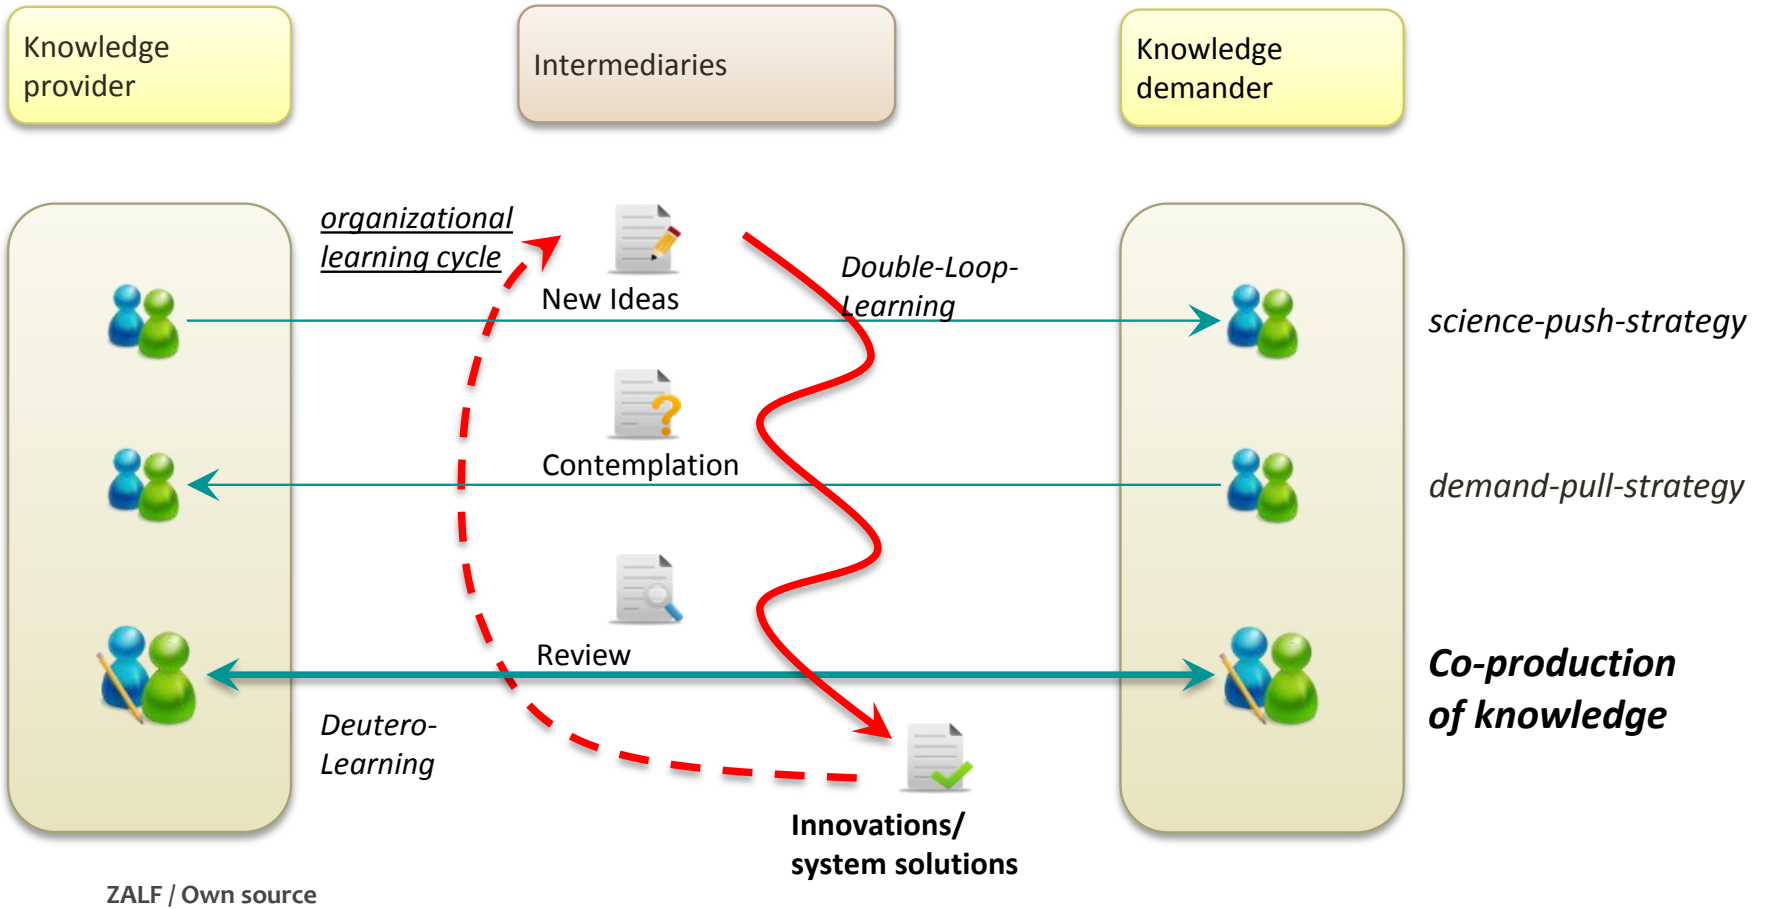 Knowledge
provider
Intermediaries
Knowledge
demander
organizational
learning cycle
New Ideas
Double-Loop-
Learning
science-push-strategy
Contemplation
demand-pull-strategy
Review
Co-production
of knowledge
Deutero-
Learning
Innovations/
system solutions
ZALF / Own source